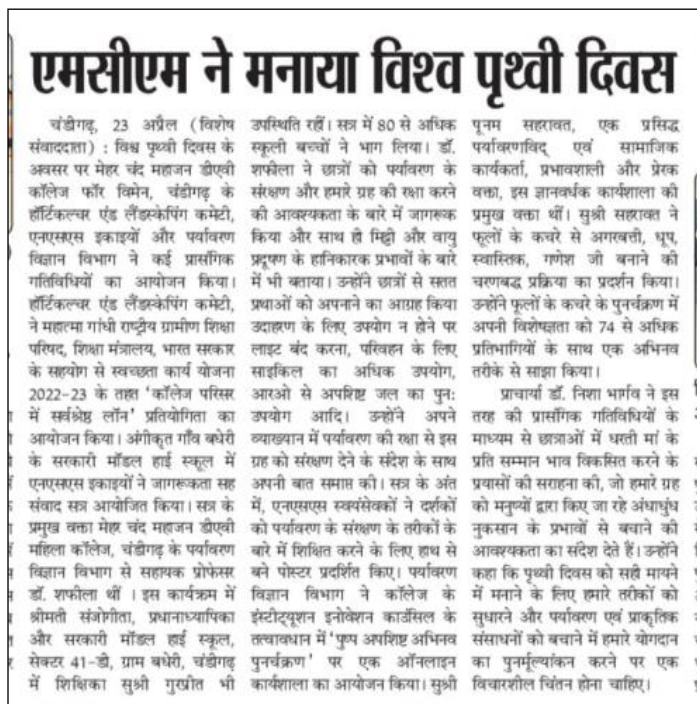 एमसीएम ने मनाया विश्व पृथ्वी दिवस
चंडीगढ़, 23 अप्रैल (विशेष
संवाददाता) : विश्व पृथ्वी दिवस के
अवसर पर मेहर चंद महाजन डीएवी
कॉलेज फॉर विमेन, चंडीगढ़ के
हॉर्टिकल्चर एंड लैंडस्केपिंग कमेटी,
एनएसएस इकाइयों और पर्यावरण
विज्ञान विभाग ने कई प्रासंगिक
गतिविधियों का आयोजन किया।
हॉर्टिकल्चर एंड लैंडस्केपिंग कमेटी,
ने महात्मा गांधी राष्ट्रीय ग्रामीण शिक्षा
परिषद, शिक्षा मंत्रालय, भारत सरकार
के सहयोग से स्वच्छता कार्य योजना
2022-23 के तहत 'कॉलेज परिसर
में सर्वश्रेष्ठ लॉन' प्रतियोगिता का
आयोजन किया। अंगीकृत गाँव बधेरी
के सरकारी मॉडल हाई स्कूल में
एनएसएस इकाइयों ने जागरूकता सह
संवाद सत्र आयोजित किया। सत्र के
प्रमुख वक्ता मेहर चंद महाजन डीएवी
महिला कॉलेज, चंडीगढ़ के पर्यावरण
विज्ञान विभाग से सहायक प्रोफेसर
डॉ. शफीला थीं । इस कार्यक्रम में
श्रीमती संजोगीता, प्रधानाध्यापिका
और सरकारी मॉडल हाई स्कूल,
सेक्टर 41-डी, ग्राम बधेरी, चंडीगढ़
में शिक्षिका सुश्री गुरप्रीत भी
उपस्थिति रहीं। सत्र में 80 से अधिक
स्कूली बच्चों ने भाग लिया। डॉ.
शफीला ने छात्रों को पर्यावरण के
संरक्षण और हमारे ग्रह की रक्षा करने
की आवश्यकता के बारे में जागरूक
किया और साथ ही मिट्टी और वायु
प्रदूषण के हानिकारक प्रभावों के बारे
में भी बताया। उन्होंने छात्रों से सतत
प्रथाओं को अपनाने का आग्रह किया
उदाहरण के लिए उपयोग न होने पर
लाइट बंद करना, परिवहन के लिए
साइकिल का अधिक उपयोग,
आरओ से अपशिष्ट जल का पुन:
उपयोग आदि। उन्होंने अपने
व्याख्यान में पर्यावरण की रक्षा से इस
ग्रह को संरक्षण देने के संदेश के साथ
अपनी बात समाप्त की। सत्र के अंत
में, एनएसएस स्वयंसेवकों ने दर्शकों
को पर्यावरण के संरक्षण के तरीकों के
बारे में शिक्षित करने के लिए हाथ से
बने पोस्टर प्रदर्शित किए। पर्यावरण
विज्ञान विभाग ने कॉलेज के
इंस्टीट्यूशन इनोवेशन काउंसिल के
तत्वावधान में 'पुष्प अपशिष्ट अभिनव
पुनर्चक्रण' पर एक ऑनलाइन
कार्यशाला का आयोजन किया। सुश्री
पूनम सहरावत, एक प्रसिद्ध
पर्यावरणविद् एवं सामाजिक
कार्यकर्ता, प्रभावशाली और प्रेरक
वक्ता, इस ज्ञानवर्धक कार्यशाला की
प्रमुख वक्ता थीं। सुश्री सहरावत ने
फूलों के कचरे से अगरबत्ती, धूप,
स्वास्तिक, गणेश जी बनाने की
चरणबद्ध प्रक्रिया का प्रदर्शन किया।
उन्होंने फूलों के कचरे के पुनर्चक्रण में
अपनी विशेषज्ञता को 74 से अधिक
प्रतिभागियों के साथ एक अभिनव
तरीके से साझा किया।
प्राचार्या डॉ. निशा भार्गव ने इस
तरह की प्रासंगिक गतिविधियों के
माध्यम से छात्राओं में धरती मां के
प्रति सम्मान भाव विकसित करने के
प्रयासों की सराहना की, जो हमारे ग्रह
को मनुष्यों द्वारा किए जा रहे अंधाधुंध
नुकसान के प्रभावों से बचाने की
आवश्यकता का संदेश देते हैं। उन्होंने
कहा कि पृथ्वी दिवस को सही मायने
में मनाने के लिए हमारे तरीकों को
सुधारने और पर्यावरण एवं प्राकृतिक
संसाधनों को बचाने में हमारे योगदान
का पुनर्मूल्यांकन करने पर एक
विचारशील चिंतन होना चाहिए।